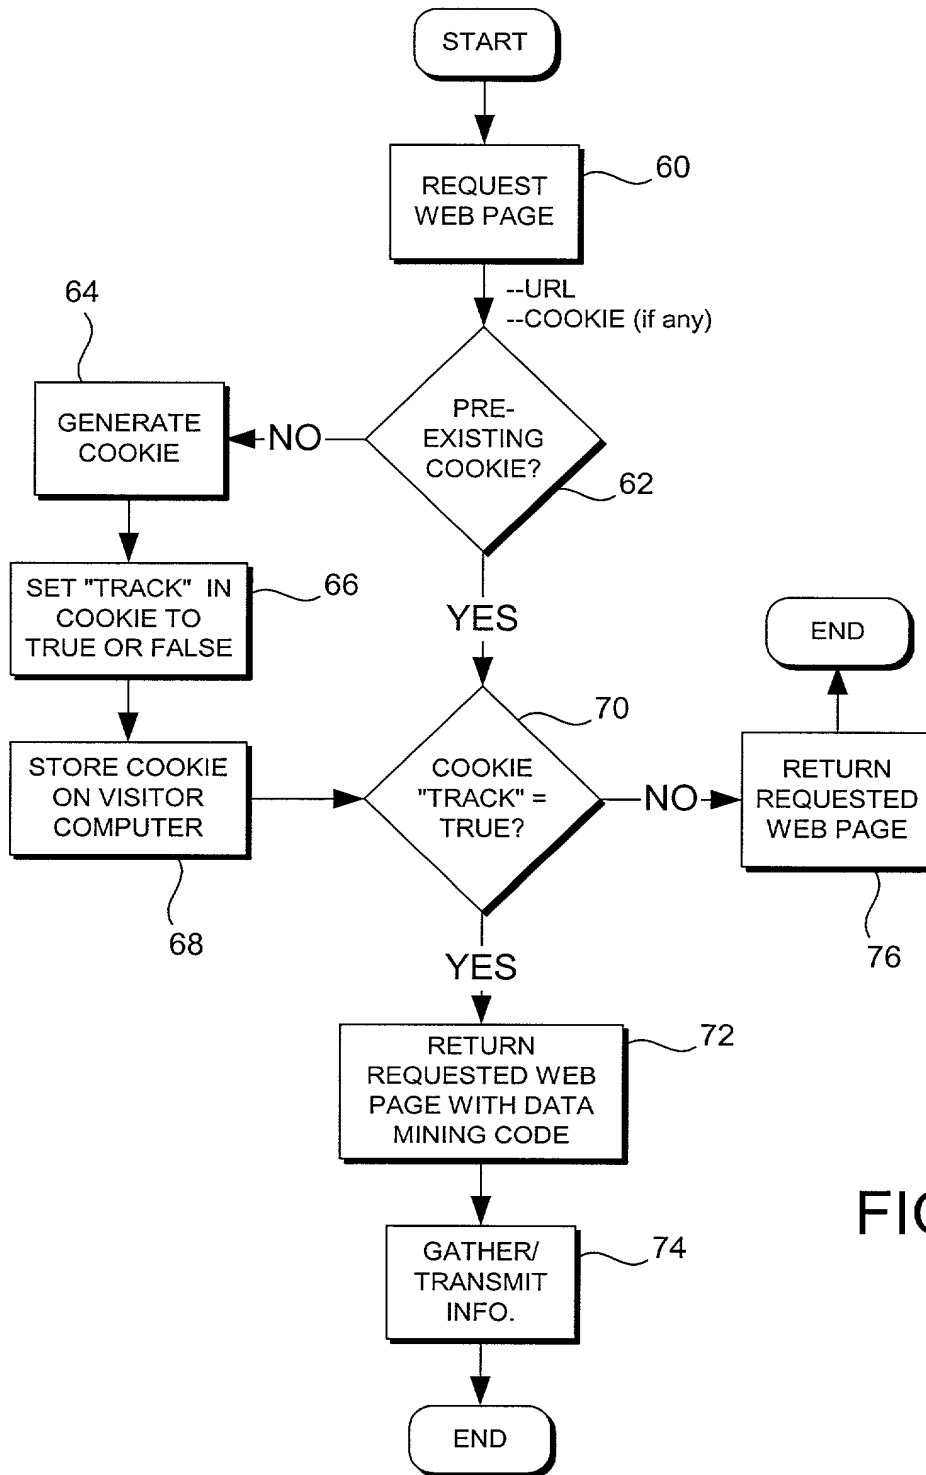 START
REQUEST
WEB PAGE
60
--URL
--COOKIE (if any)
64
GENERATE
COOKIE
NO
PRE-
EXISTING
COOKIE?
62
SET "TRACK" IN
COOKIE TO
TRUE OR FALSE
66
YES
END
STORE COOKIE
ON VISITOR
COMPUTER
68
COOKIE
"TRACK" =
TRUE?
70
NO
RETURN
REQUESTED
WEB PAGE
76
YES
RETURN
REQUESTED WEB
PAGE WITH DATA
MINING CODE
72
GATHER/
TRANSMIT
INFO.
74
FIG
END